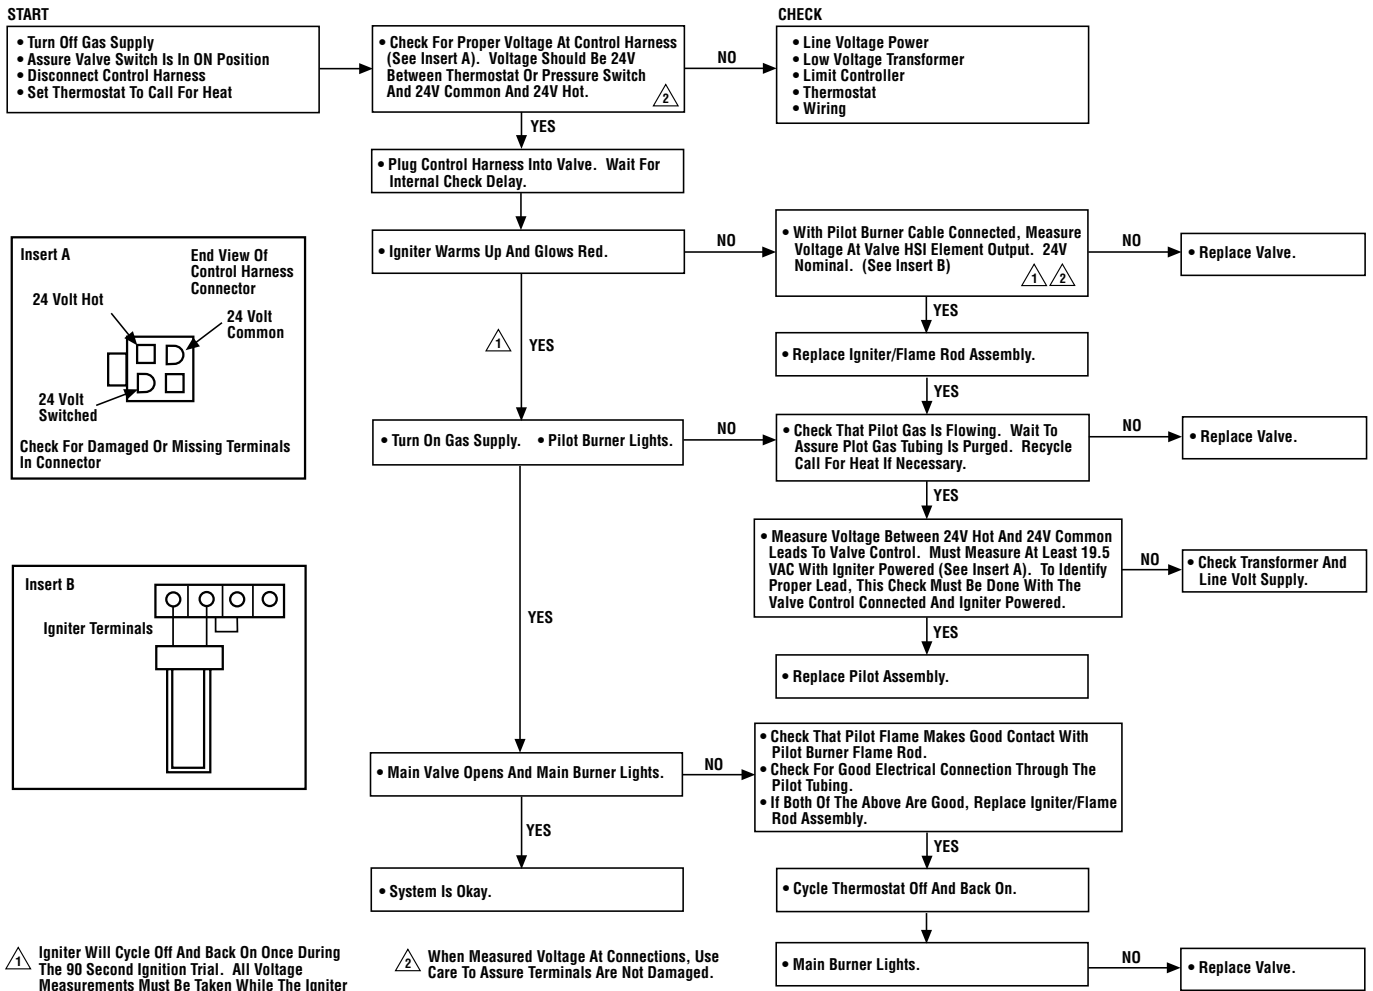 START
• Turn Off Gas Supply
• Assure Valve Switch Is In ON Position
• Disconnect Control Harness
• Set Thermostat To Call For Heat
• Check For Proper Voltage At Control Harness
(See Insert A). Voltage Should Be 24V
Between Thermostat Or Pressure Switch
And 24V Common And 24V Hot.
2
NO
CHECK
• Line Voltage Power
• Low Voltage Transformer
• Limit Controller
• Thermostat
• Wiring
YES
• Plug Control Harness Into Valve. Wait For
Internal Check Delay.
• Igniter Warms Up And Glows Red.
NO
• With Pilot Burner Cable Connected, Measure
Voltage At Valve HSI Element Output. 24V
Nominal. (See Insert B)
1 2
NO
• Replace Valve.
YES
• Replace Igniter/Flame Rod Assembly.
YES
1
YES
• Turn On Gas Supply. • Pilot Burner Lights.
NO
• Check That Pilot Gas Is Flowing. Wait To
Assure Plot Gas Tubing Is Purged. Recycle
Call For Heat If Necessary.
NO
• Replace Valve.
YES
• Measure Voltage Between 24V Hot And 24V Common
Leads To Valve Control. Must Measure At Least 19.5
VAC With Igniter Powered (See Insert A). To Identify
Proper Lead, This Check Must Be Done With The
Valve Control Connected And Igniter Powered.
NO
• Check Transformer And
Line Volt Supply.
YES
• Replace Pilot Assembly.
YES
• Main Valve Opens And Main Burner Lights.
NO
• Check That Pilot Flame Makes Good Contact With
Pilot Burner Flame Rod.
• Check For Good Electrical Connection Through The
Pilot Tubing.
• If Both Of The Above Are Good, Replace Igniter/Flame
Rod Assembly.
YES
• Cycle Thermostat Off And Back On.
• Main Burner Lights.
NO
• Replace Valve.
YES
• System Is Okay.
Insert A
End View Of
Control Harness
Connector
24 Volt Hot
24 Volt
Common
24 Volt
Switched
Check For Damaged Or Missing Terminals
In Connector
Insert B
Igniter Terminals
1 Igniter Will Cycle Off And Back On Once During
The 90 Second Ignition Trial. All Voltage
Measurements Must Be Taken While The Igniter
2 When Measured Voltage At Connections, Use
Care To Assure Terminals Are Not Damaged.